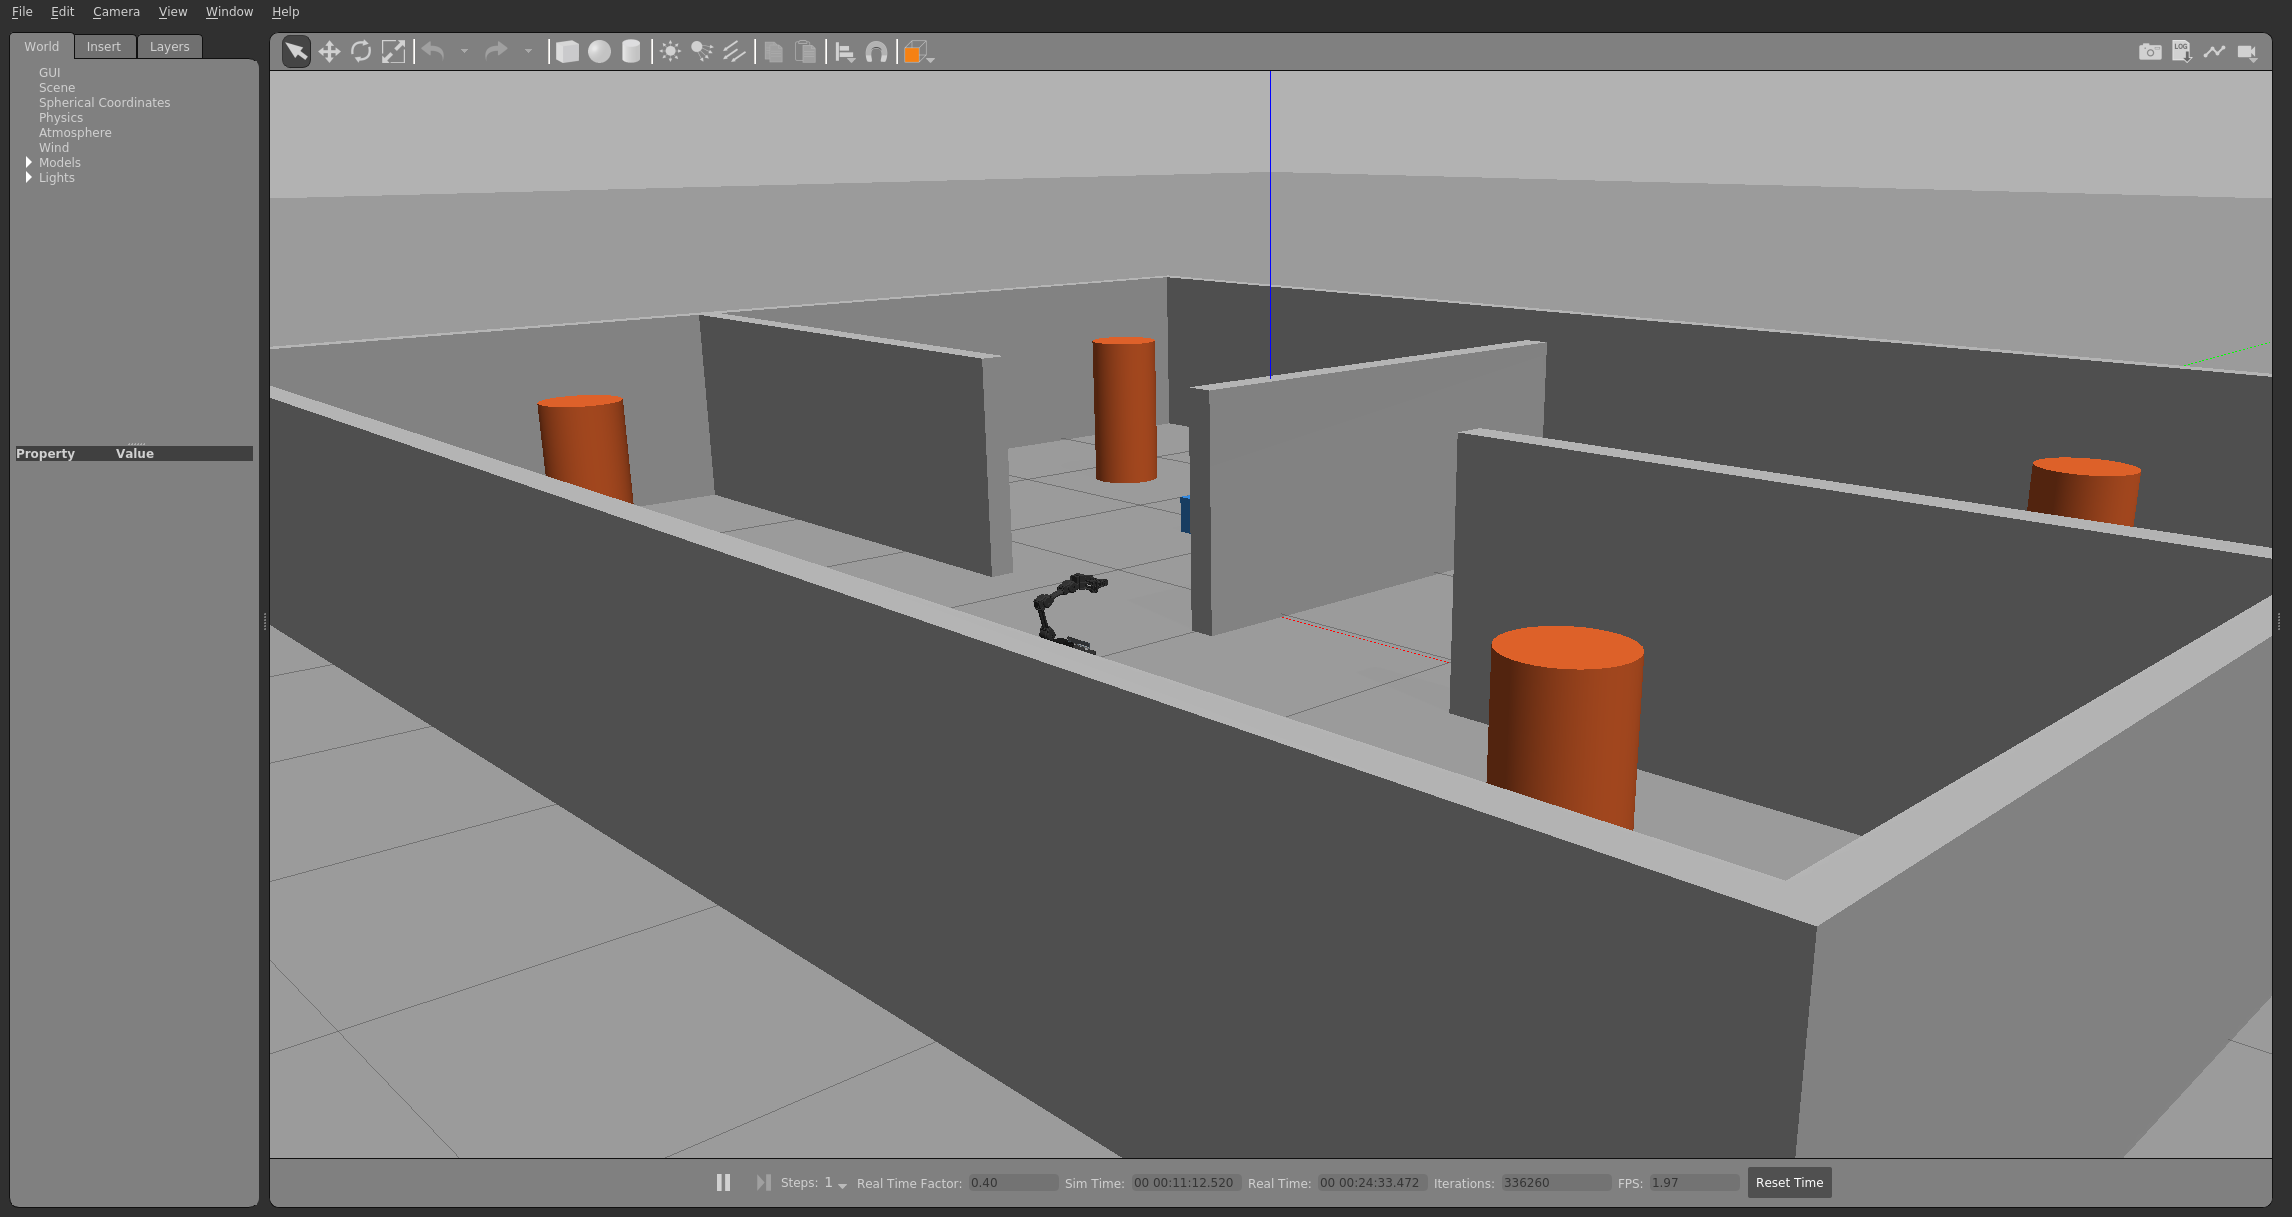 File Edit Camera View Window Help
World Insert Layers
LOG
GUI
Scene
Spherical Coordinates
Physics
Atmosphere
Wind
Models
Lights
Property Value
Steps: 1 Real Time Factor: 0.40 Sim Time: 00 00:11:12.520 Real Time: 00 00:24:33.472 Iterations: 336260 FPS: 1.97 Reset Time